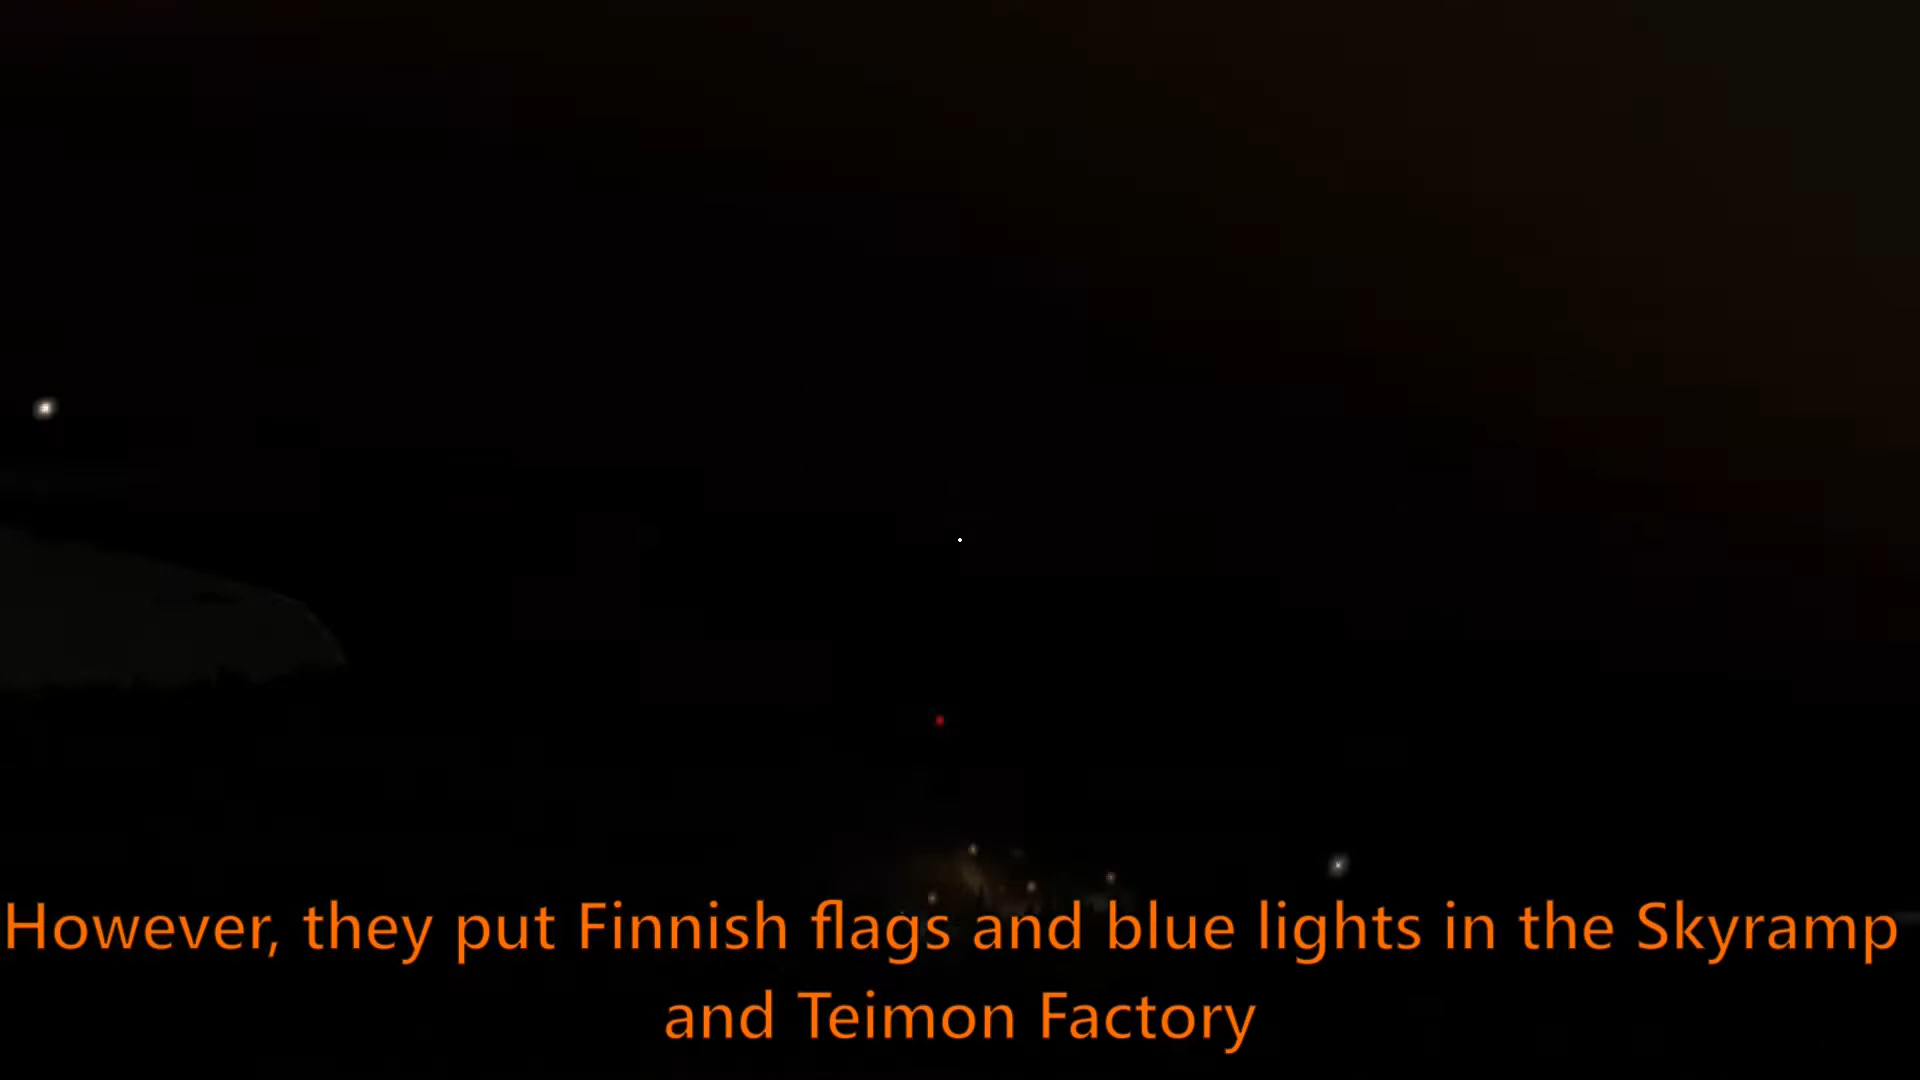 However, they put Finnish flags and blue lights in the Skyramp
and Teimon Factory